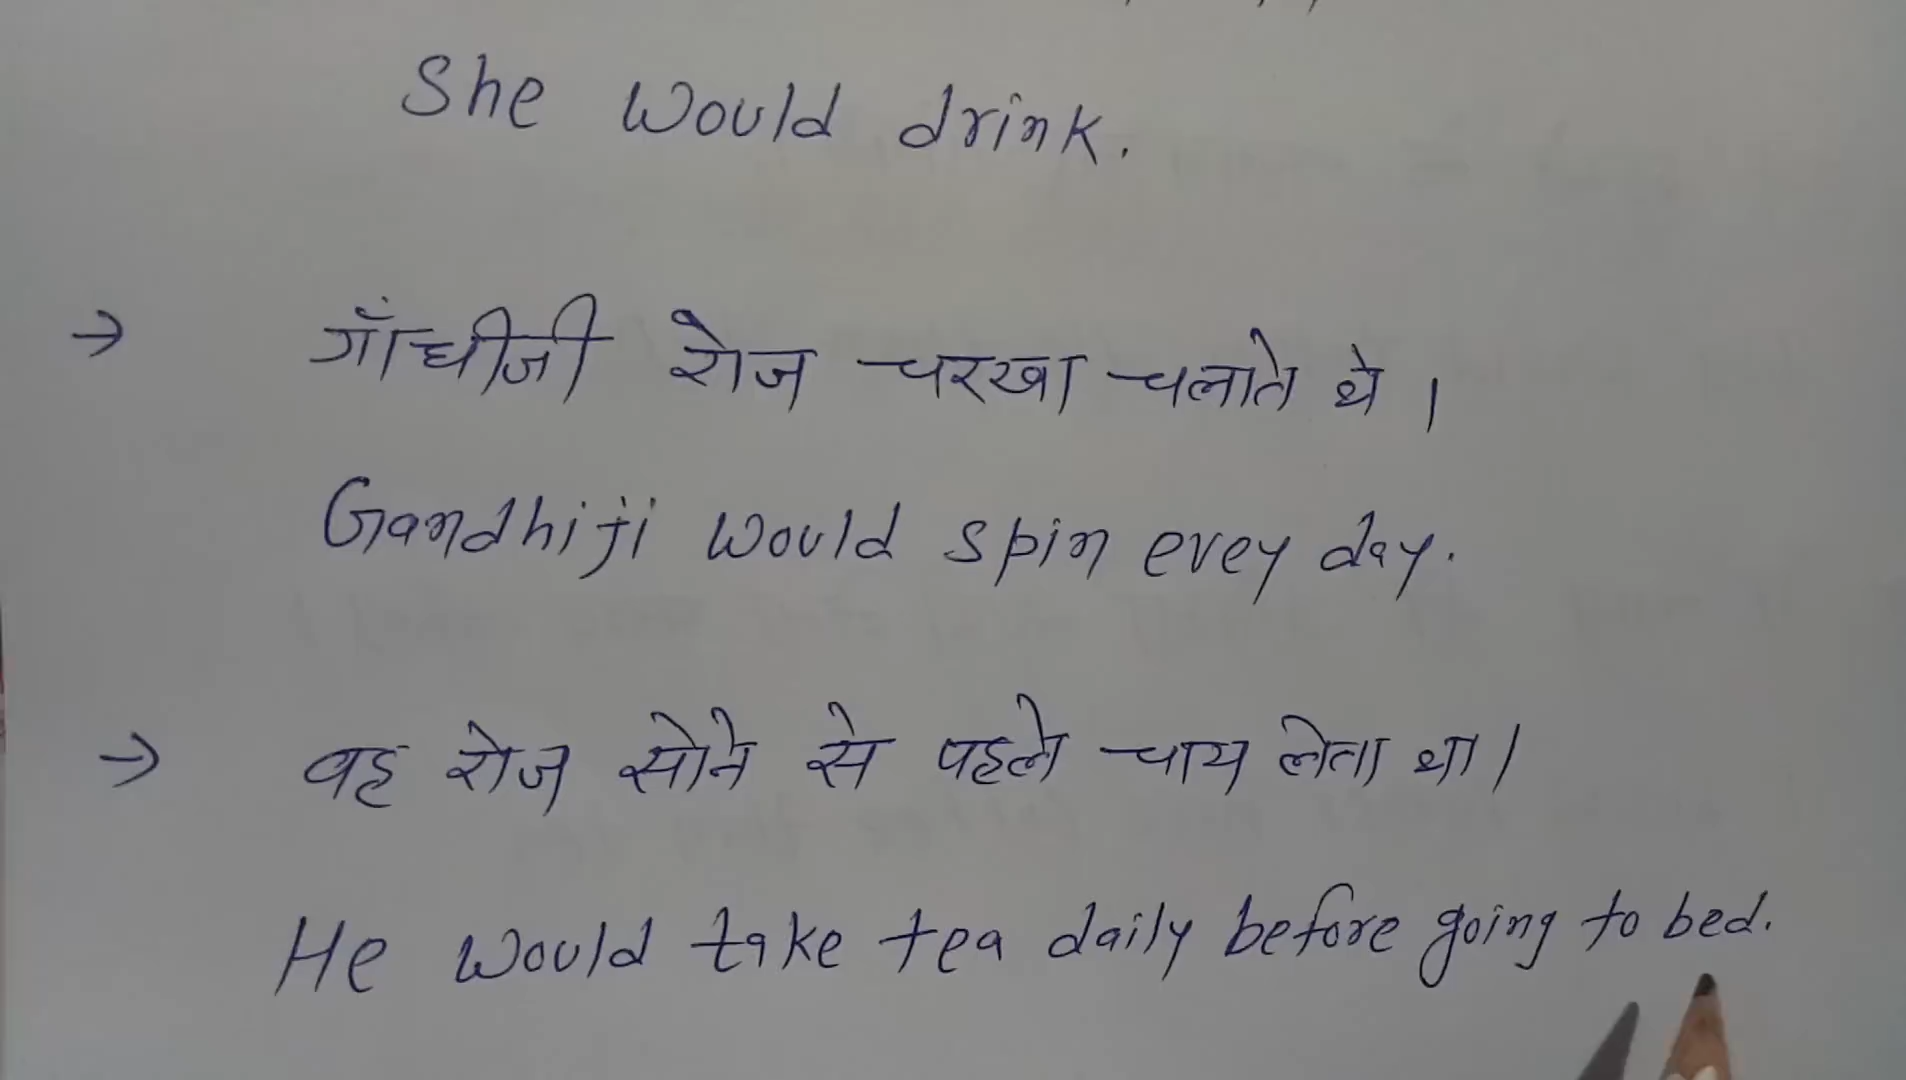 She would drink.
→ गाँधीजी रोज चरखा चलाते थे।
Gandhiji would spin evey day.
→ वह रोज सोने से पहले चाय लेता था।
He would take tea daily before going to bed.